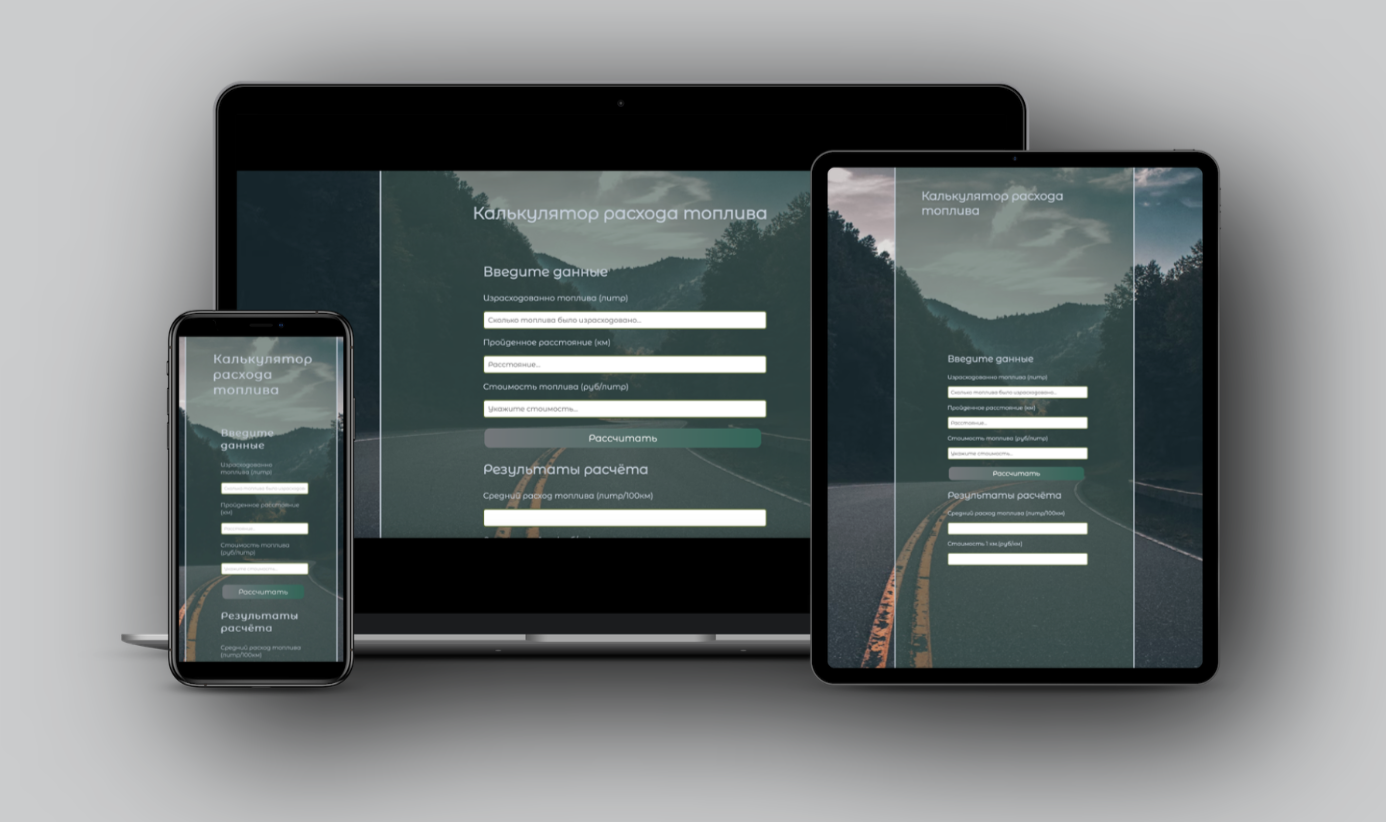 Калькулятор расхода топлива
Введите данные
Израсходованно топлива (литр)
Сколько топлива было израсходовано...
Пройденное расстояние (км)
Расстояние...
Стоимость топлива (руб/литр)
Укажите стоимость...
Рассчитать
Результаты расчёта
Средний расход топлива (литр/100км)
Калькулятор
расхода
топлива
Введите
данные
Израсходованно
топлива (литр)
Пройденное расстояние
(км)
Расстояние...
Стоимость топлива
(руб/литр)
Укажите стоимость...
Рассчитать
Результаты
расчёта
Средний расход топлива
(литр/100км)
Калькулятор расхода
топлива
Введите данные
Израсходованно топлива (литр)
Сколько топлива было израсходовано...
Пройденное расстояние (км)
Расстояние...
Стоимость топлива (руб/литр)
Укажите стоимость...
Рассчитать
Результаты расчёта
Средний расход топлива (литр/100км)
Стоимость 1 км (руб/км)